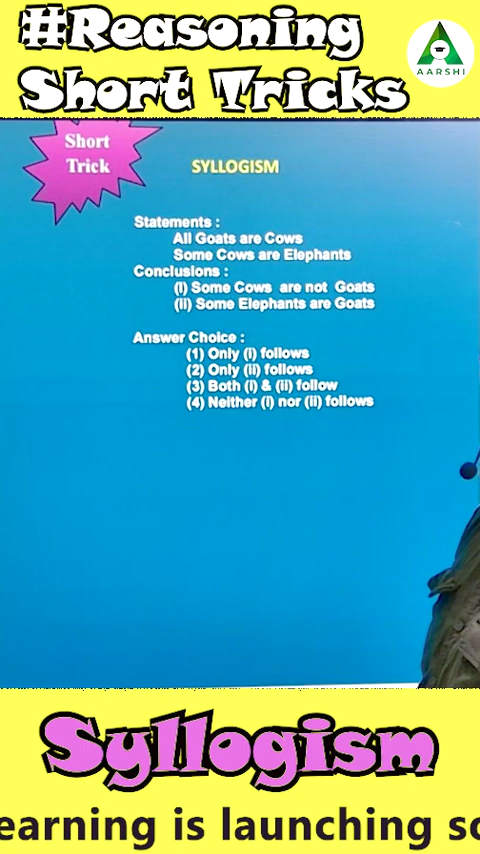 #Reasoning
Short Tricks
AARSHI
Short
Trick
SYLLOGISM
Statements :
All Goats are Cows
Some Cows are Elephants
Conclusions :
(i) Some Cows are not Goats
(ii) Some Elephants are Goats
Answer Choice :
(1) Only (i) follows
(2) Only (ii) follows
(3) Both (i) & (ii) follow
(4) Neither (i) nor (ii) follows
Syllogism
earning is launching so